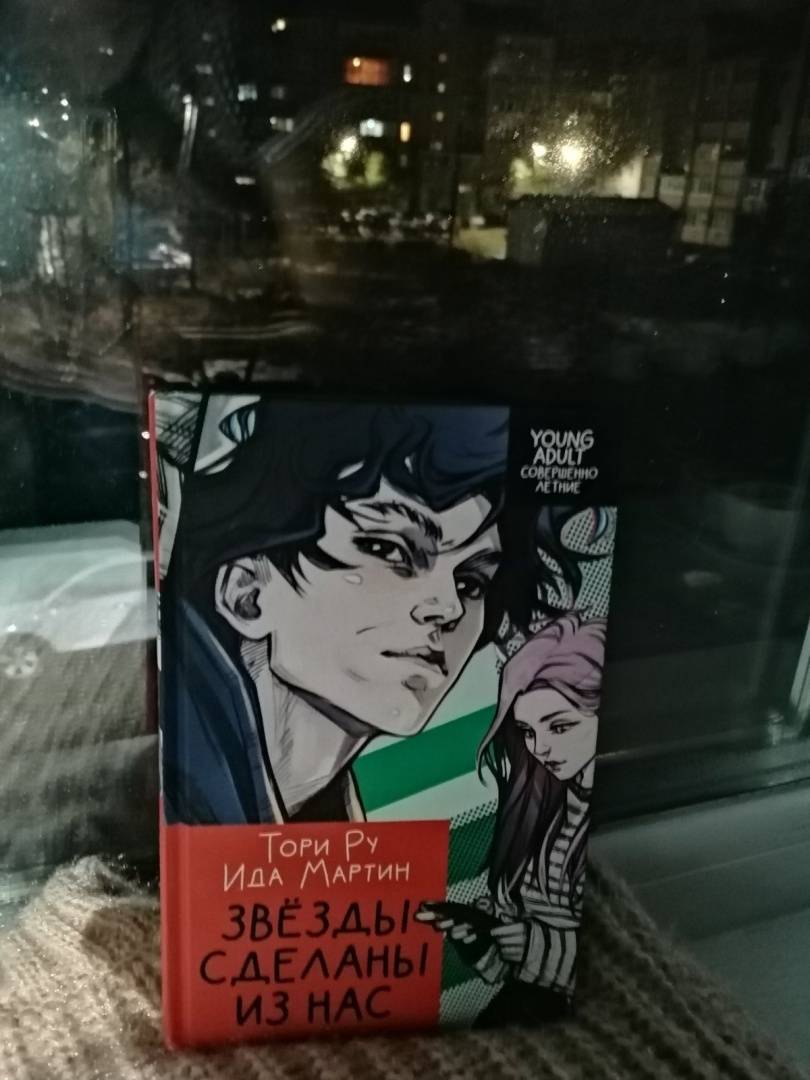 YOUNG
ADULT
СОВЕРШЕННО
ЛЕТНИЕ
Тори Ру
Ида Мартин
ЗВЁЗДЫ
СДЕЛАНЫ
ИЗ НАС